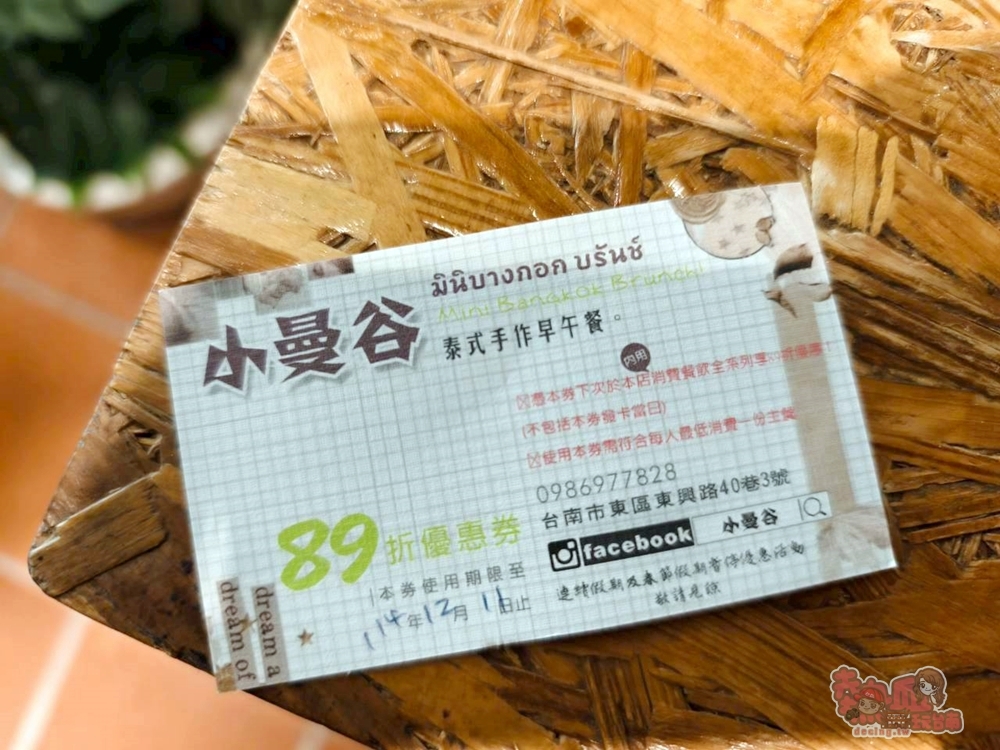 มินิบางกอก บรันช์
Mini Bangkok Brunch
小曼谷
泰式手作早午餐。
內用
憑本券下次於本店消費餐飲全系列享89折優惠!
(不包括本券發卡當日)
使用本券需符合每人最低消費一份主餐
0986977828
台南市東區東興路40巷3號
facebook 小曼谷
連續假期及春節假期暫停優惠活動
敬請見諒
89折優惠券
本券使用期限至
114年12月11日止
dream a
dream of
玩台南
decing.tw